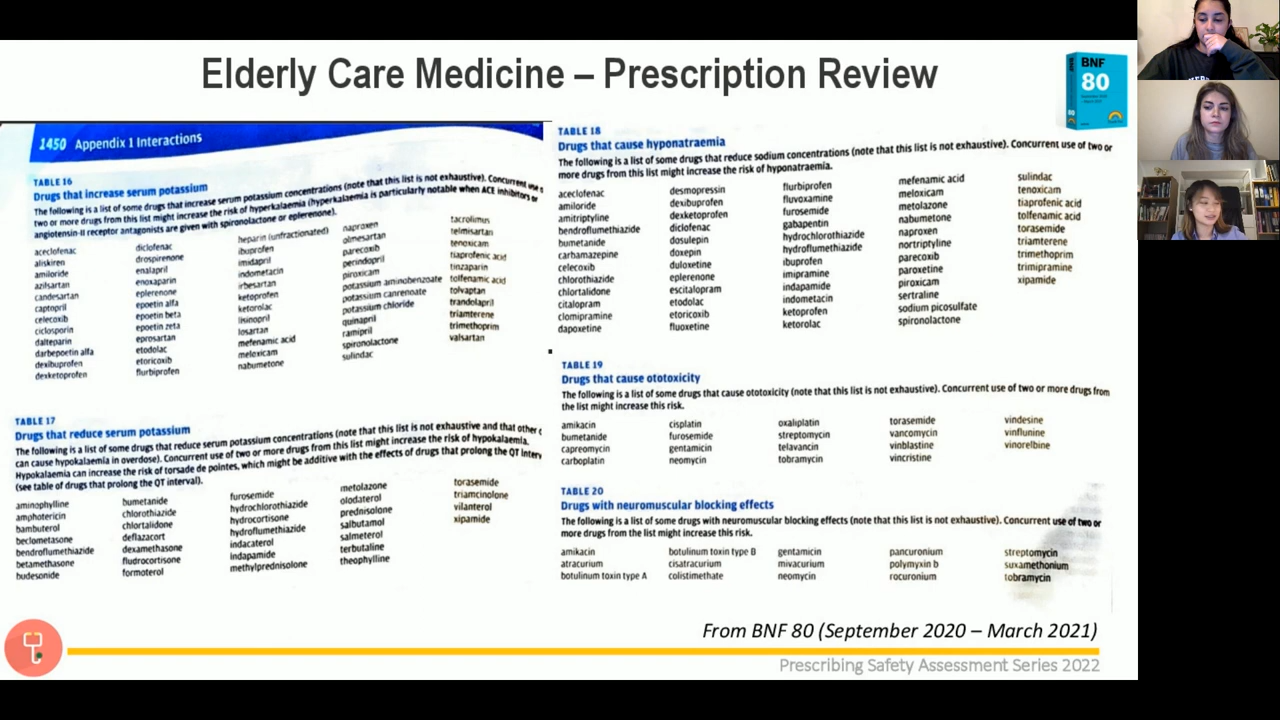 Elderly Care Medicine – Prescription Review
BNF
80
1450 Appendix 1 Interactions
TABLE 16
Drugs that increase serum potassium
The following is a list of some drugs that increase serum potassium concentrations (note that this list is not exhaustive). Concurrent use
two or more drugs from this list might increase the risk of hyperkalaemia (hyperkalaemia is particularly notable when ACE inhibitors or
angiotensin-II receptor antagonists are given with spironolactone or eplerenone).
aceclofenac
aliskiren
amiloride
azilsartan
candesartan
captopril
celecoxib
ciclosporin
dalteparin
darbepoetin alfa
dexibuprofen
dexketoprofen
diclofenac
drospirenone
enalapril
enoxaparin
eplerenone
epoetin alfa
epoetin beta
epoetin zeta
eprosartan
etodolac
etoricoxib
flurbiprofen
heparin (unfractionated)
ibuprofen
imidapril
indometacin
irbesartan
ketoprofen
ketorolac
lisinopril
losartan
mefenamic acid
meloxicam
nabumetone
naproxen
olmesartan
parecoxib
perindopril
piroxicam
potassium aminobenzoate
potassium canrenoate
potassium chloride
quinapril
ramipril
spironolactone
sulindac
tacrolimus
telmisartan
tenoxicam
tiaprofenic acid
tinzaparin
tolfenamic acid
tolvaptan
trandolapril
triamterene
trimethoprim
valsartan
TABLE 17
Drugs that reduce serum potassium
The following is a list of some drugs that reduce serum potassium concentrations (note that this list is not exhaustive and that other
can cause hypokalaemia in overdose). Concurrent use of two or more drugs from this list might increase the risk of hypokalaemia.
Hypokalaemia can increase the risk of torsade de pointes, which might be additive with the effects of drugs that prolong the QT
(see table of drugs that prolong the QT interval).
aminophylline
amphotericin
bambuterol
beclometasone
bendroflumethiazide
betamethasone
budesonide
bumetanide
chlorothiazide
chlortalidone
deflazacort
dexamethasone
fludrocortisone
formoterol
furosemide
hydrochlorothiazide
hydrocortisone
hydroflumethiazide
indacaterol
indapamide
methylprednisolone
metolazone
olodaterol
prednisolone
salbutamol
salmeterol
terbutaline
theophylline
torasemide
triamcinolone
vilanterol
xipamide
TABLE 18
Drugs that cause hyponatraemia
The following is a list of some drugs that reduce sodium concentrations (note that this list is not exhaustive). Concurrent use of two or
more drugs from this list might increase the risk of hyponatraemia.
aceclofenac
amiloride
amitriptyline
bendroflumethiazide
bumetanide
carbamazepine
celecoxib
chlorothiazide
chlortalidone
citalopram
clomipramine
dapoxetine
desmopressin
dexibuprofen
dexketoprofen
diclofenac
dosulepin
doxepin
duloxetine
eplerenone
escitalopram
etodolac
etoricoxib
fluoxetine
flurbiprofen
fluvoxamine
furosemide
gabapentin
hydrochlorothiazide
hydroflumethiazide
ibuprofen
imipramine
indapamide
indometacin
ketoprofen
ketorolac
mefenamic acid
meloxicam
metolazone
nabumetone
naproxen
nortriptyline
parecoxib
paroxetine
piroxicam
sertraline
sodium picosulfate
spironolactone
sulindac
tenoxicam
tiaprofenic acid
tolfenamic acid
torasemide
triamterene
trimethoprim
trimipramine
xipamide
TABLE 19
Drugs that cause ototoxicity
The following is a list of some drugs that cause ototoxicity (note that this list is not exhaustive). Concurrent use of two or more drugs from
the list might increase this risk.
amikacin
bumetanide
capreomycin
carboplatin
cisplatin
furosemide
gentamicin
neomycin
oxaliplatin
streptomycin
telavancin
tobramycin
torasemide
vancomycin
vinblastine
vincristine
vindesine
vinflunine
vinorelbine
TABLE 20
Drugs with neuromuscular blocking effects
The following is a list of some drugs with neuromuscular blocking effects (note that this list is not exhaustive). Concurrent use of two or
more drugs from the list might increase this risk.
amikacin
atracurium
botulinum toxin type A
botulinum toxin type B
cisatracurium
colistimethate
gentamicin
mivacurium
neomycin
pancuronium
polymyxin b
rocuronium
streptomycin
suxamethonium
tobramycin
From BNF 80 (September 2020 – March 2021)
Prescribing Safety Assessment Series 2022